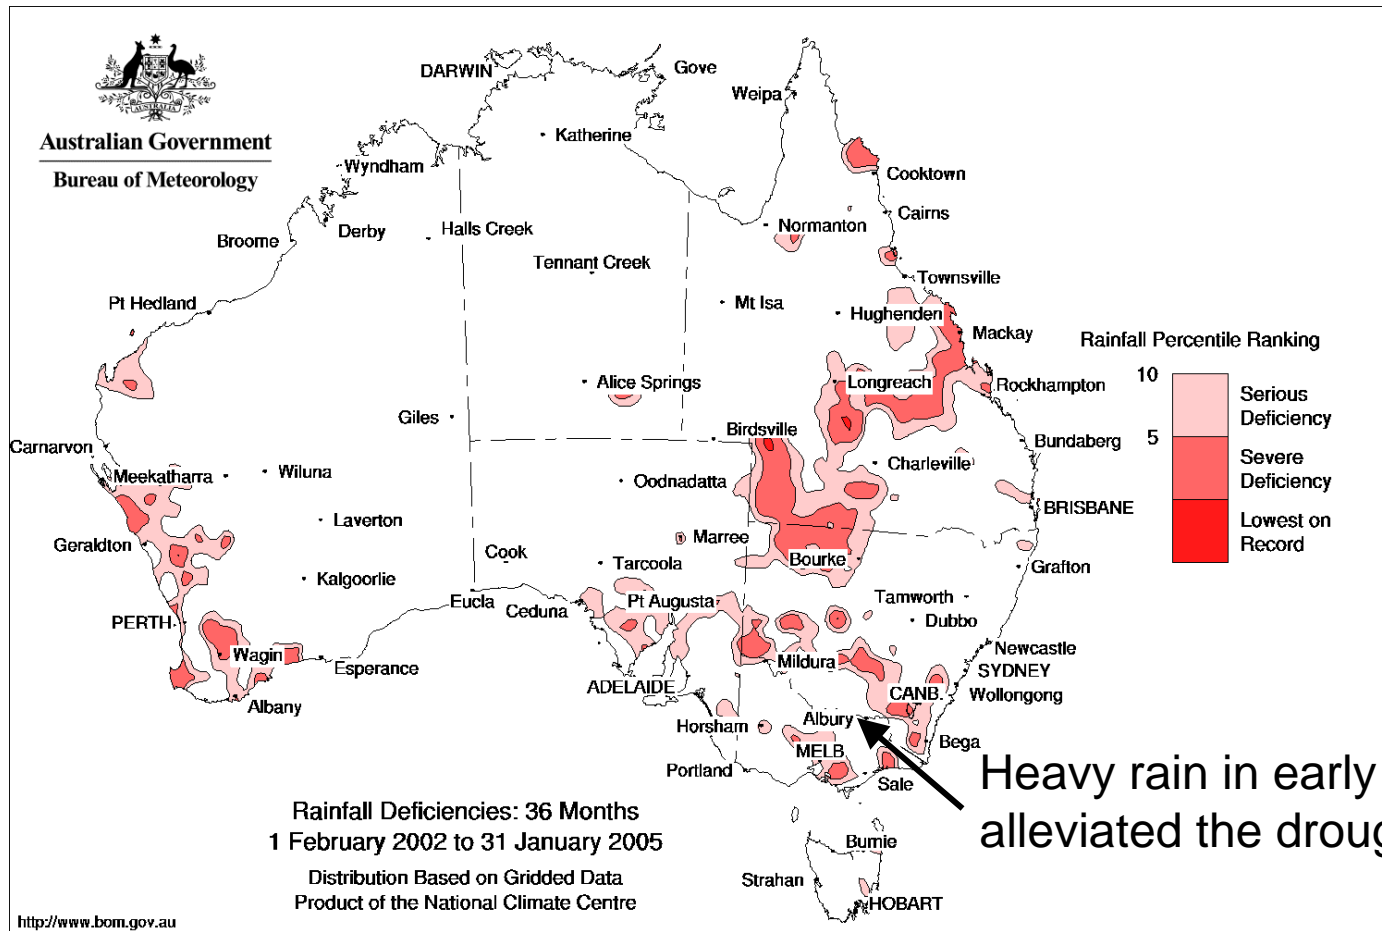 AUSTRALIA
Australian Government
Bureau of Meteorology
DARWIN
Gove
Weipa
Katherine
Wyndham
Cooktown
Cairns
Normanton
Derby
Halls Creek
Broome
Tennant Creek
Townsville
Pt Hedland
Mt Isa
Hughenden
Mackay
Alice Springs
Longreach
Rockhampton
Giles
Birdsville
Bundaberg
Carnarvon
Meekatharra
Wiluna
Oodnadatta
Charleville
BRISBANE
Laverton
Geraldton
Cook
Marree
Tarcoola
Bourke
Grafton
Kalgoorlie
Eucla
Ceduna
Pt Augusta
Tamworth
Dubbo
PERTH
Wagin
Esperance
Mildura
Newcastle
SYDNEY
ADELAIDE
CANB.
Wollongong
Albany
Horsham
Albury
Bega
MELB
Portland
Sale
Burnie
Strahan
HOBART
Rainfall Percentile Ranking
10
Serious
Deficiency
5
Severe
Deficiency
Lowest on
Record
Heavy rain in early
alleviated the droug
Rainfall Deficiencies: 36 Months
1 February 2002 to 31 January 2005
Distribution Based on Gridded Data
Product of the National Climate Centre
http://www.bom.gov.au